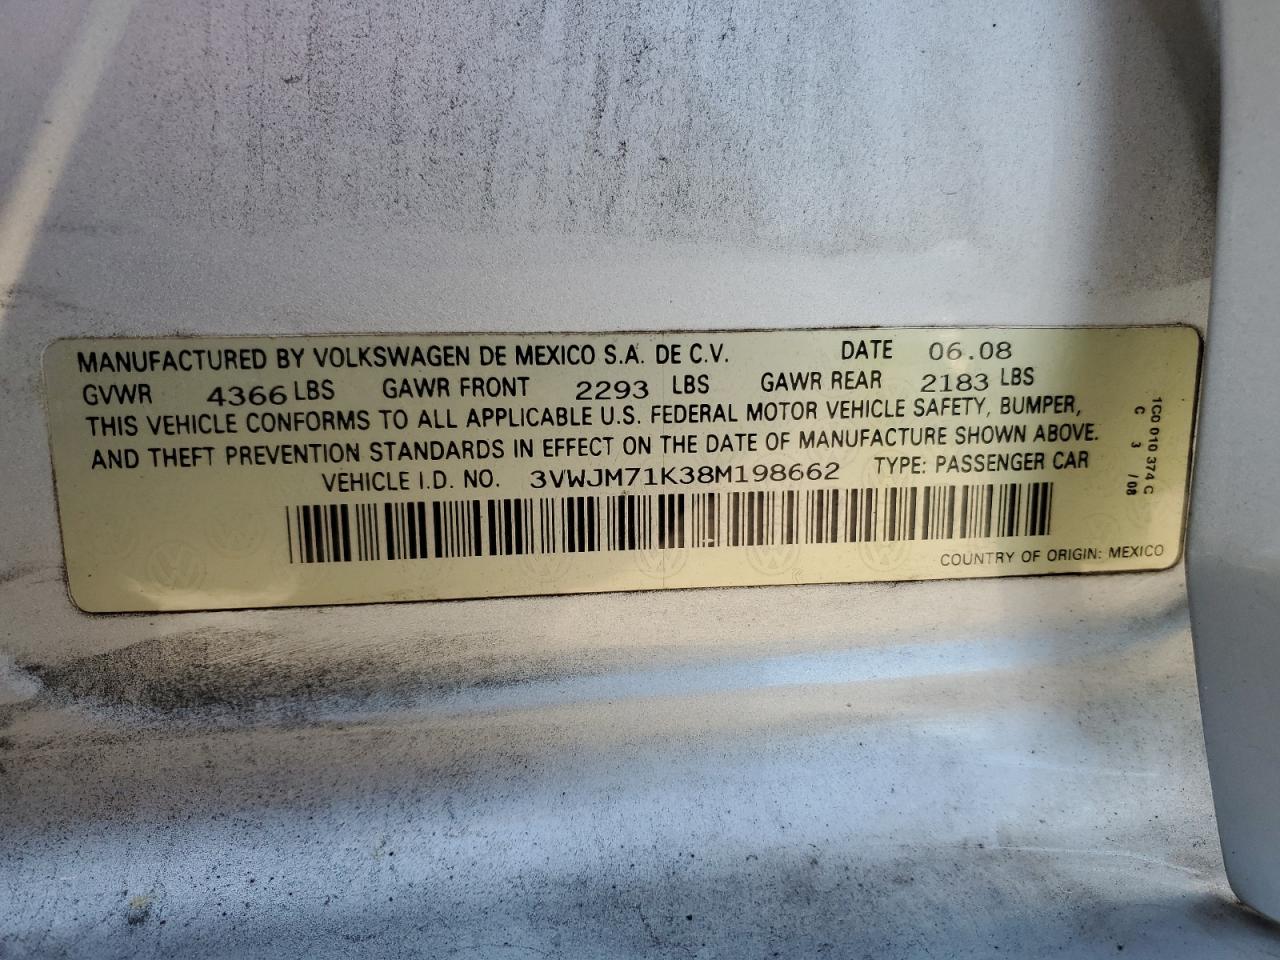 MANUFACTURED BY VOLKSWAGEN DE MEXICO S.A. DE C.V. DATE 06.08
GVWR 4366 LBS GAWR FRONT 2293 LBS GAWR REAR 2183 LBS
THIS VEHICLE CONFORMS TO ALL APPLICABLE U.S. FEDERAL MOTOR VEHICLE SAFETY, BUMPER,
AND THEFT PREVENTION STANDARDS IN EFFECT ON THE DATE OF MANUFACTURE SHOWN ABOVE.
VEHICLE I.D. NO. 3VWJM71K38M198662 TYPE: PASSENGER CAR
COUNTRY OF ORIGIN: MEXICO
1C0 010 374 C
C 3 /08